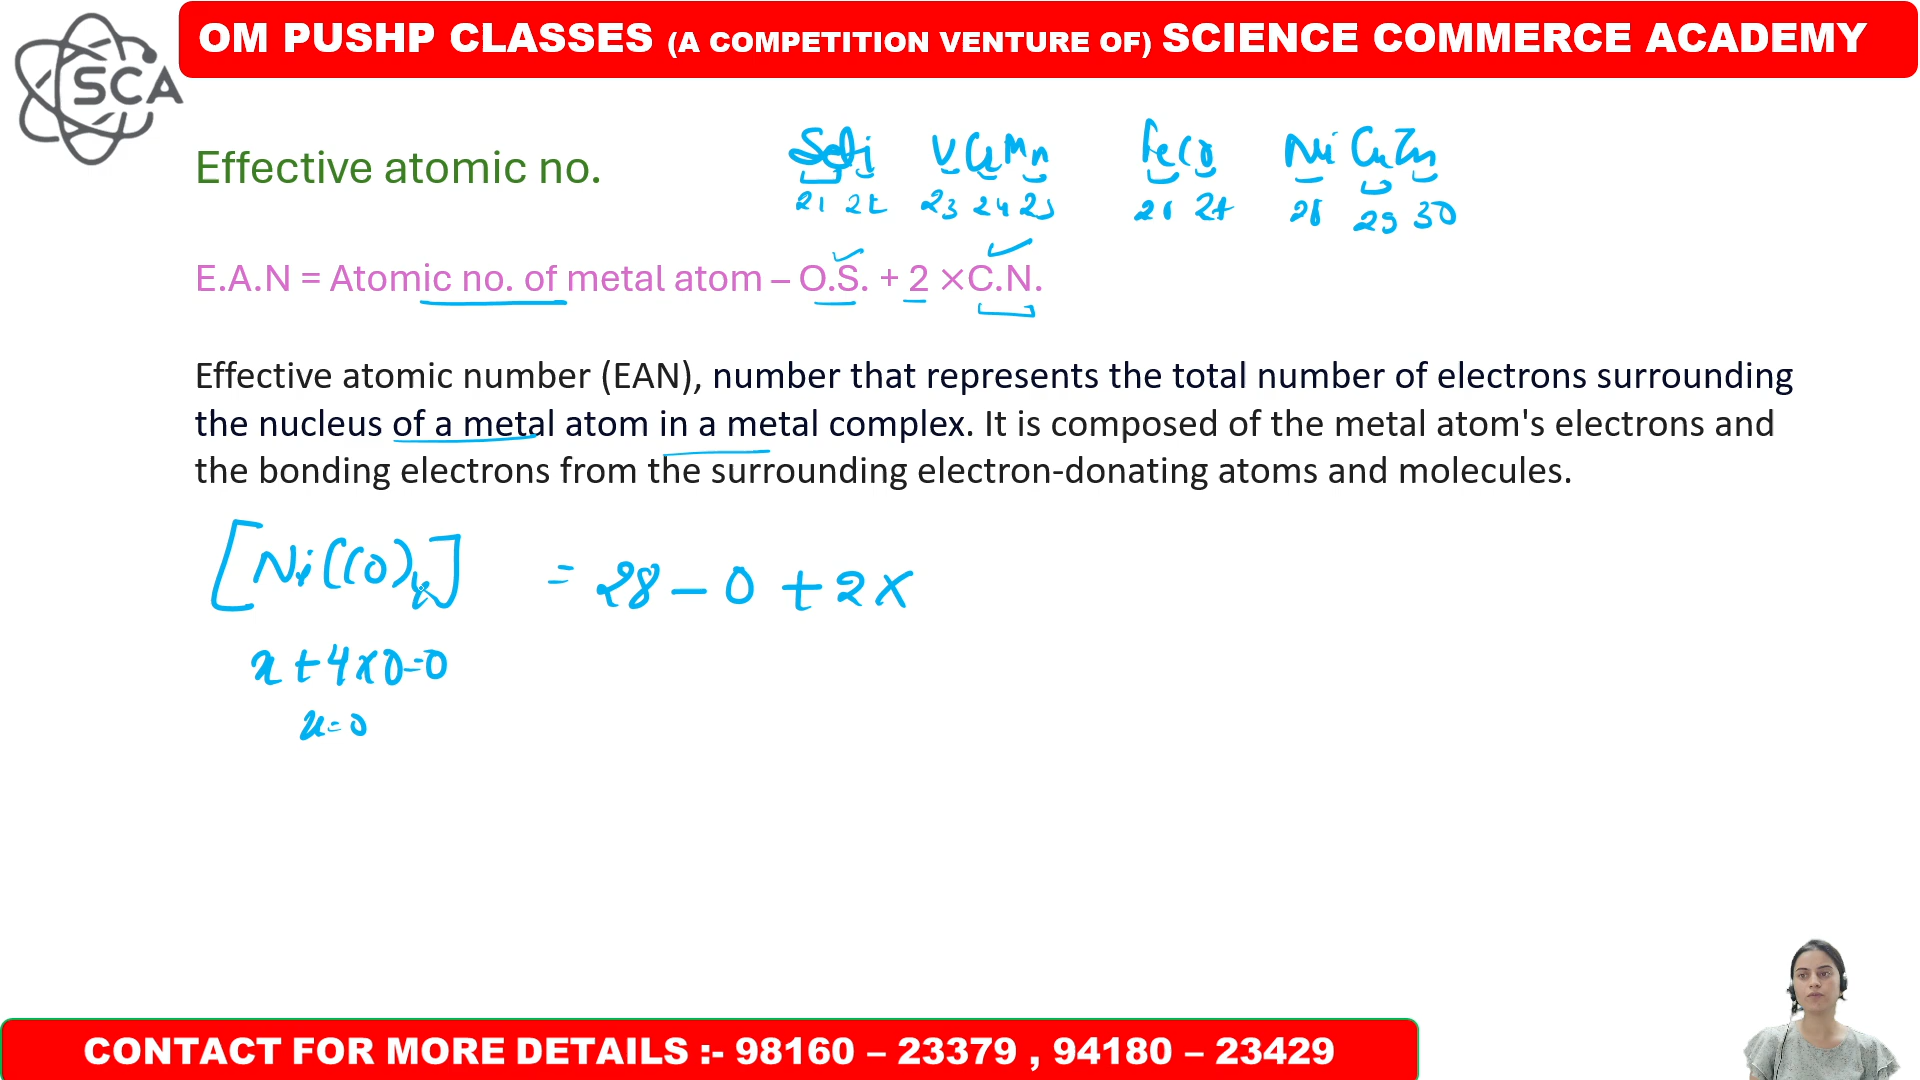 OM PUSHP CLASSES (A COMPETITION VENTURE OF) SCIENCE COMMERCE ACADEMY
SCA
Effective atomic no.
Sc Ti V Cr Mn Fe Co Ni Cu Zn
21 22 23 24 25 26 27 28 29 30
E.A.N = Atomic no. of metal atom – O.S. + 2 ×C.N.
Effective atomic number (EAN), number that represents the total number of electrons surrounding
the nucleus of a metal atom in a metal complex. It is composed of the metal atom's electrons and
the bonding electrons from the surrounding electron-donating atoms and molecules.
[Ni(CO)4] = 28 – 0 + 2 ×
x + 4×0=0
x=0
CONTACT FOR MORE DETAILS :- 98160 – 23379 , 94180 – 23429